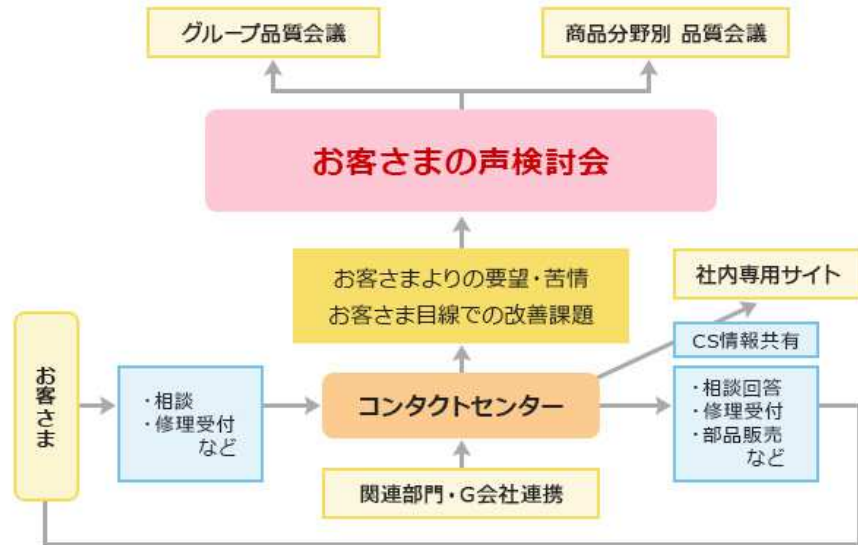 グループ品質会議
商品分野別 品質会議
お客さまの声検討会
お客さまよりの要望・苦情
お客さま目線での改善課題
社内専用サイト
CS情報共有
お客さま
・相談
・修理受付
など
コンタクトセンター
・相談回答
・修理受付
・部品販売
など
関連部門・G会社連携